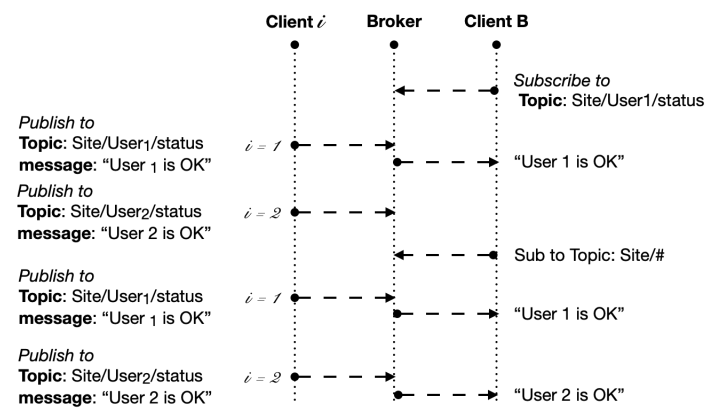 Client i Broker Client B
Subscribe to
Topic: Site/User1/status
Publish to
Topic: Site/User1/status
message: “User 1 is OK”
i = 1
“User 1 is OK”
Publish to
Topic: Site/User2/status
message: “User 2 is OK”
i = 2
Sub to Topic: Site/#
Publish to
Topic: Site/User1/status
message: “User 1 is OK”
i = 1
“User 1 is OK”
Publish to
Topic: Site/User2/status
message: “User 2 is OK”
i = 2
“User 2 is OK”